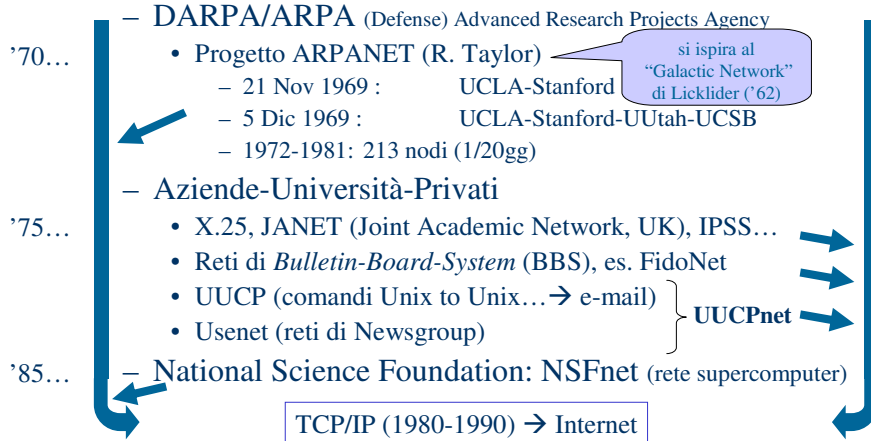 – DARPA/ARPA (Defense) Advanced Research Projects Agency
’70…
• Progetto ARPANET (R. Taylor)
si ispira al
“Galactic Network”
di Licklider (’62)
– 21 Nov 1969 : UCLA-Stanford
– 5 Dic 1969 : UCLA-Stanford-UUtah-UCSB
– 1972-1981: 213 nodi (1/20gg)
– Aziende-Università-Privati
’75…
• X.25, JANET (Joint Academic Network, UK), IPSS…
• Reti di Bulletin-Board-System (BBS), es. FidoNet
• UUCP (comandi Unix to Unix…→ e-mail)
UUCPnet
• Usenet (reti di Newsgroup)
’85…
– National Science Foundation: NSFnet (rete supercomputer)
TCP/IP (1980-1990) → Internet